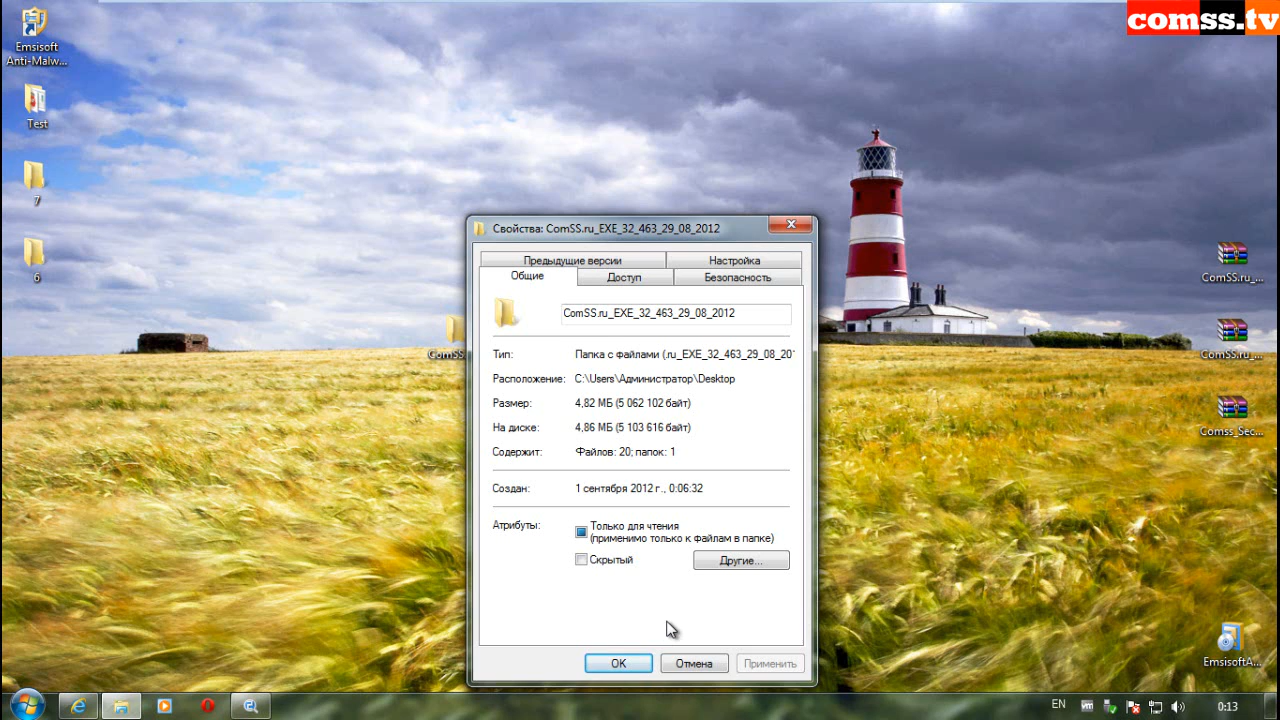 comss.tv
Emsisoft
Anti-Malw...
Test
7
6
ComSS
ComSS.ru_...
ComSS.ru_...
Comss_Sec...
EmsisoftA...
Свойства: ComSS.ru_EXE_32_463_29_08_2012
Предыдущие версии
Настройка
Общие
Доступ
Безопасность
ComSS.ru_EXE_32_463_29_08_2012
Тип: Папка с файлами (.ru_EXE_32_463_29_08_201
Расположение: C:\Users\Администратор\Desktop
Размер: 4,82 МБ (5 062 102 байт)
На диске: 4,86 МБ (5 103 616 байт)
Содержит: Файлов: 20; папок: 1
Создан: 1 сентября 2012 г., 0:06:32
Атрибуты: Только для чтения
(применимо только к файлам в папке)
Скрытый
Другие...
OK
Отмена
Применить
EN
0:13